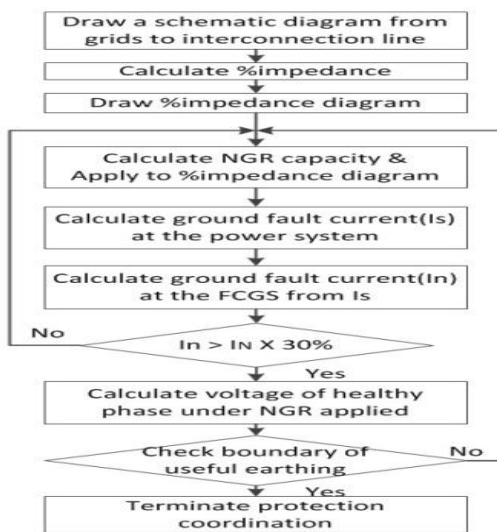 Draw a schematic diagram from
grids to interconnection line
Calculate %impedance
Draw %impedance diagram
Calculate NGR capacity &
Apply to %impedance diagram
Calculate ground fault current(Is)
at the power system
Calculate ground fault current(In)
at the FCGS from Is
No
In > IN X 30%
Yes
Calculate voltage of healthy
phase under NGR applied
Check boundary of
useful earthing
No
Yes
Terminate protection
coordination